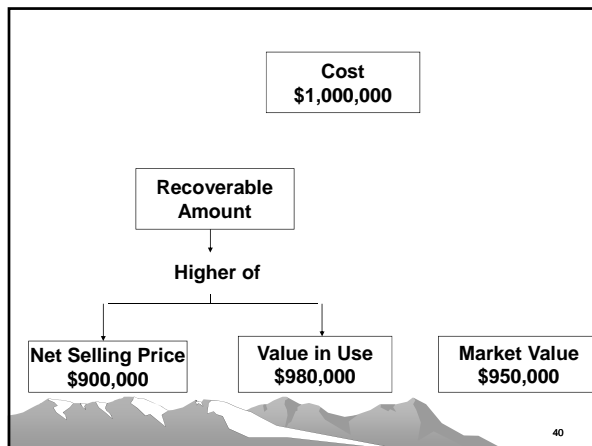 Cost
$1,000,000
Recoverable
Amount
Higher of
Net Selling Price
$900,000
Value in Use
$980,000
Market Value
$950,000
40